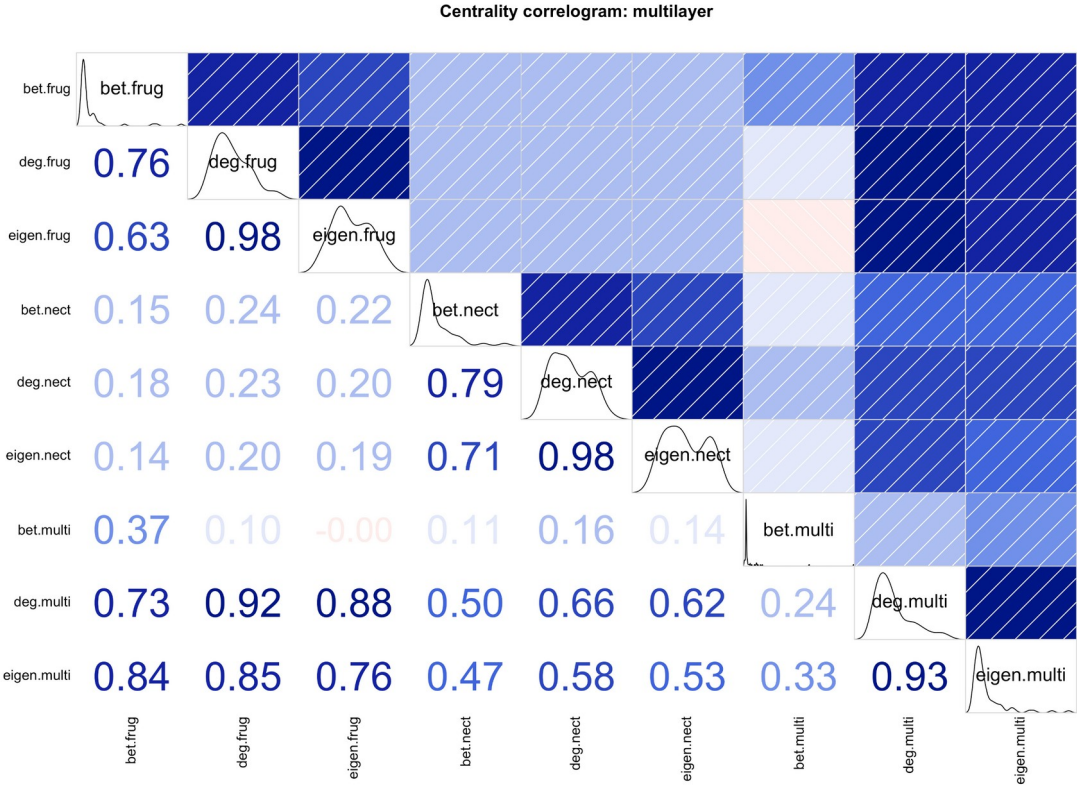 Centrality correlogram: multilayer
bet.frug bet.frug
deg.frug 0.76 deg.frug
eigen.frug 0.63 0.98 eigen.frug
bet.nect 0.15 0.24 0.22 bet.nect
deg.nect 0.18 0.23 0.20 0.79 deg.nect
eigen.nect 0.14 0.20 0.19 0.71 0.98 eigen.nect
bet.multi 0.37 0.10 -0.00 0.11 0.16 0.14 bet.multi
deg.multi 0.73 0.92 0.88 0.50 0.66 0.62 0.24 deg.multi
eigen.multi 0.84 0.85 0.76 0.47 0.58 0.53 0.33 0.93 eigen.multi
bet.frug deg.frug eigen.frug bet.nect deg.nect eigen.nect bet.multi deg.multi eigen.multi